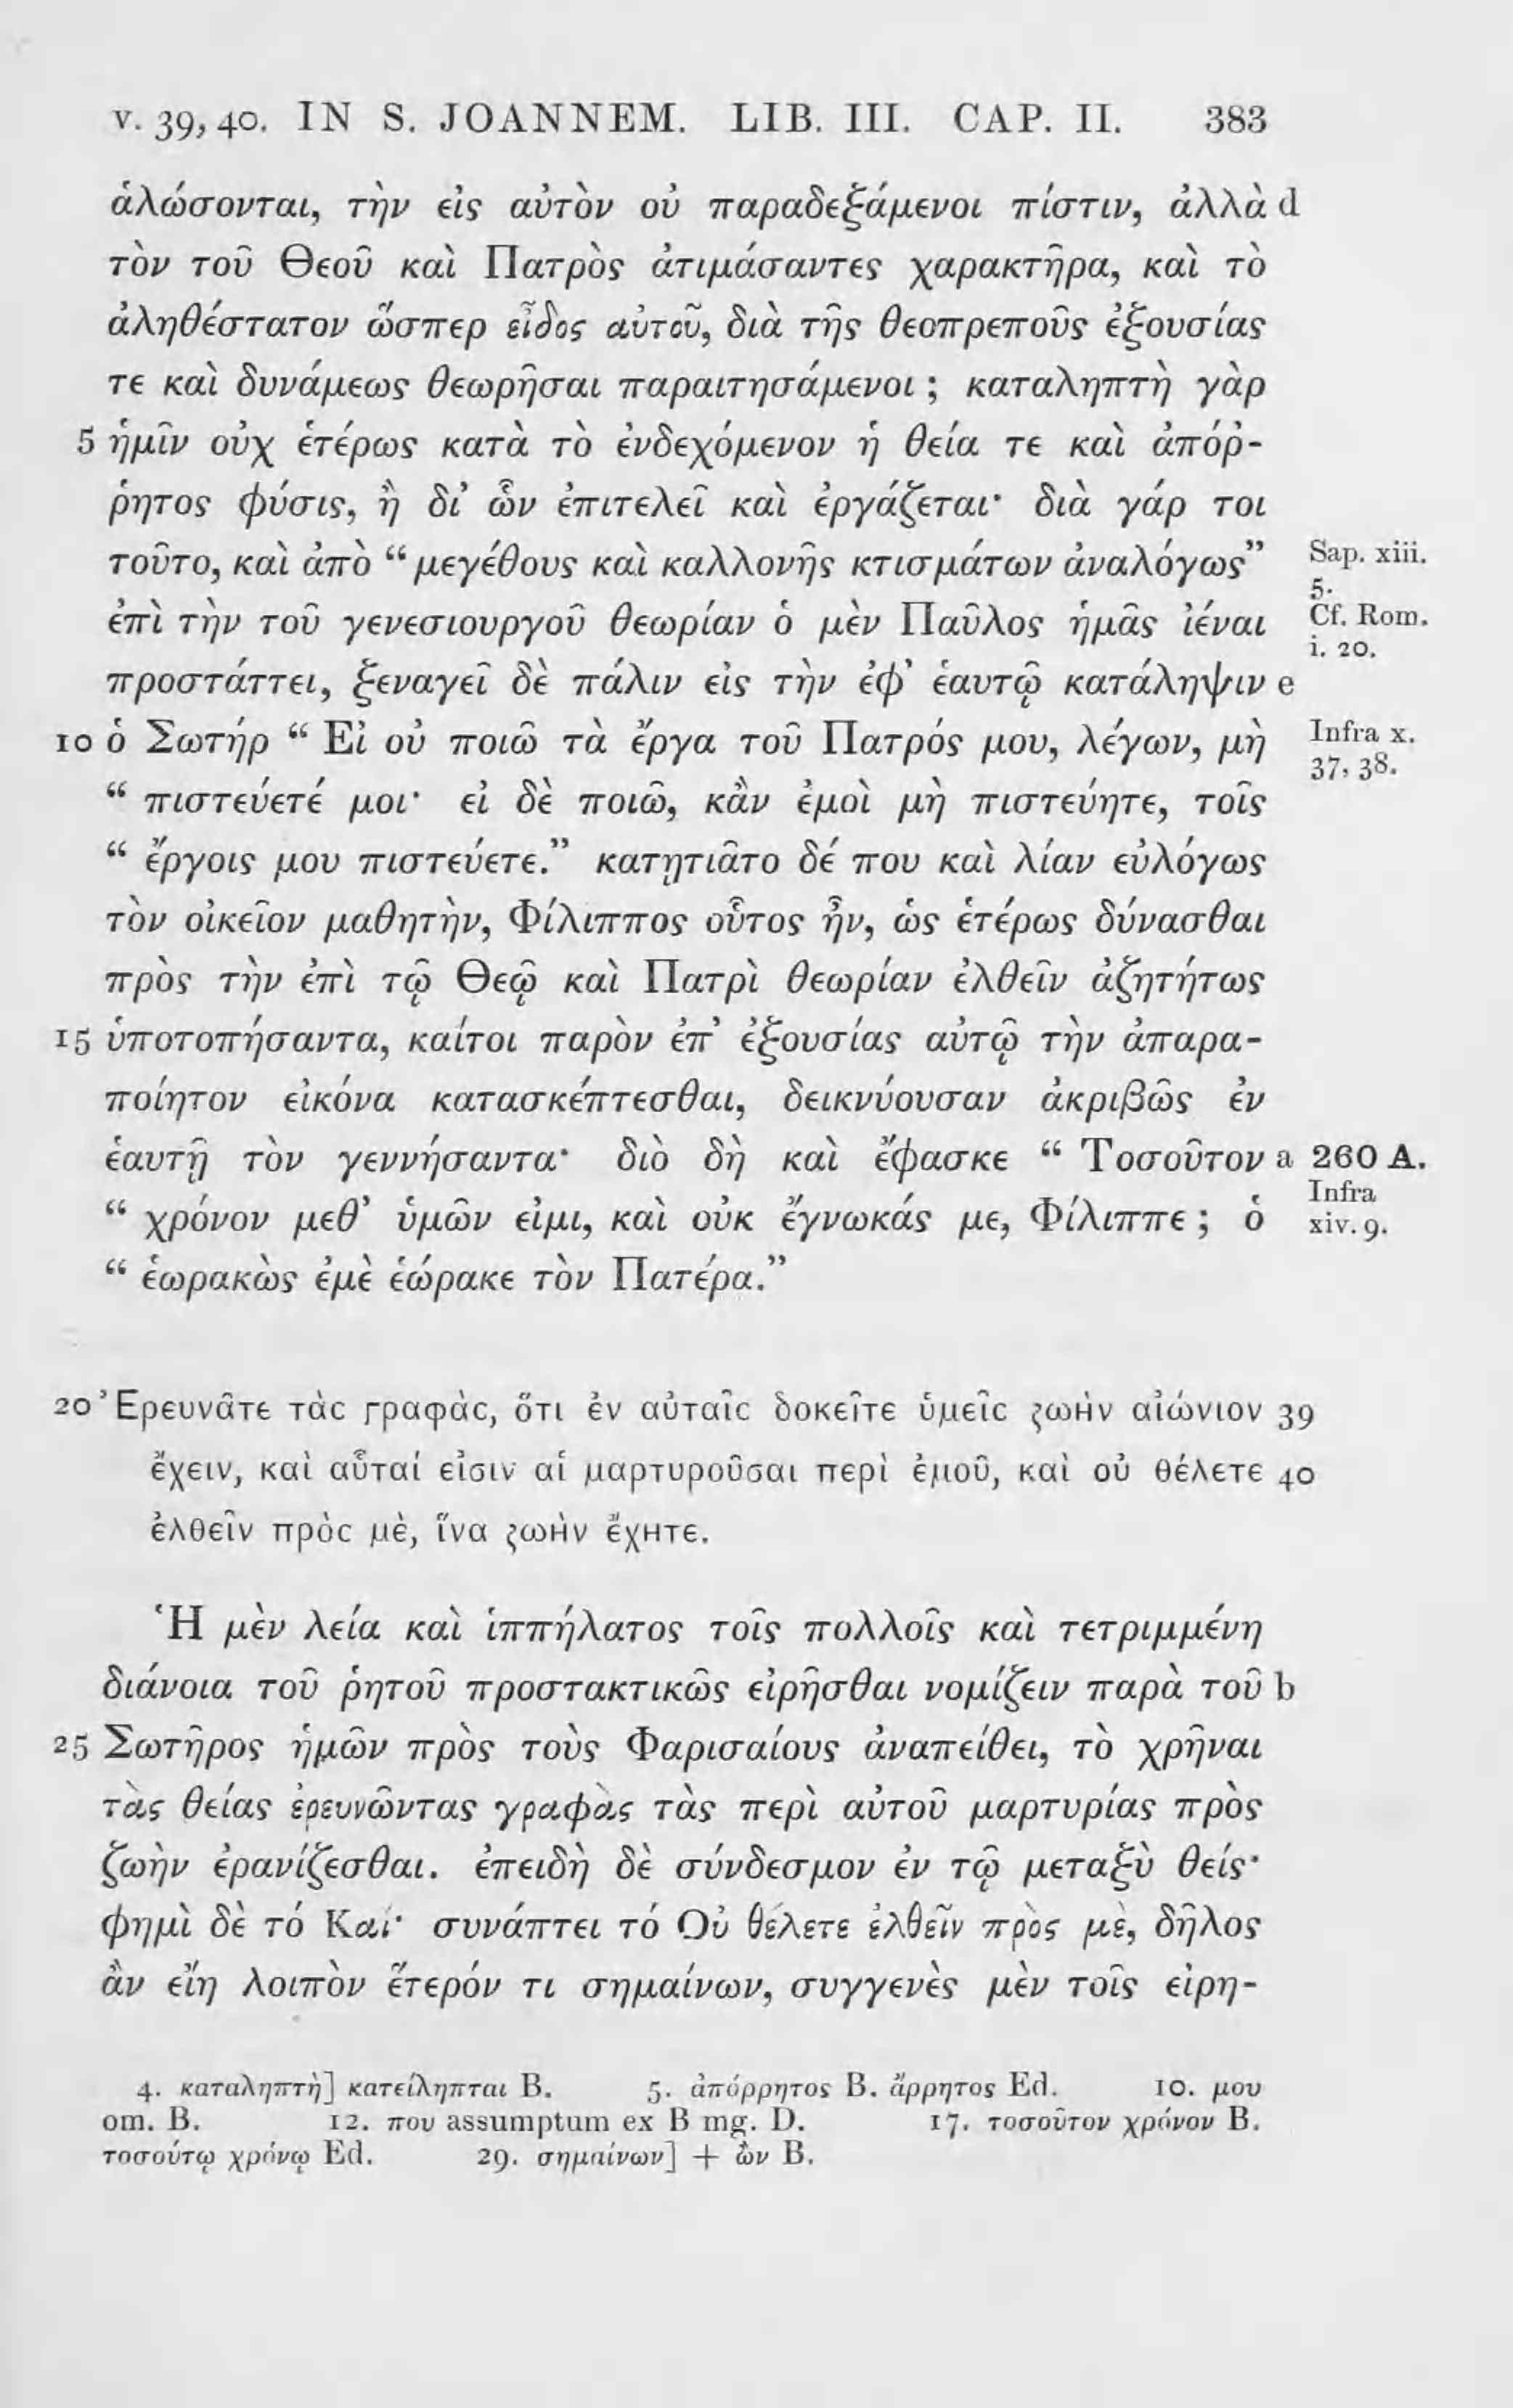 v. 39, 40. IN S. JOANNEM. LIB. III. CAP. II. 383
ἁλώσονται, τὴν εἰς αὐτὸν οὐ παραδεξάμενοι πίστιν, ἀλλὰ d
τὸν τοῦ Θεοῦ καὶ Πατρὸς ἀτιμάσαντες χαρακτῆρα, καὶ τὸ
ἀληθέστατον ὥσπερ εἶδος αὐτοῦ, διὰ τῆς θεοπρεποῦς ἐξουσίας
τε καὶ δυνάμεως θεωρῆσαι παραιτησάμενοι ; καταληπτὴ γὰρ
5 ἡμῖν οὐχ ἑτέρως κατὰ τὸ ἐνδεχόμενον ἡ θεία τε καὶ ἀπόρ-
ῥητος φύσις, ἢ δι’ ὧν ἐπιτελεῖ καὶ ἐργάζεται· διὰ γάρ τοι
τοῦτο, καὶ ἀπὸ “ μεγέθους καὶ καλλονῆς κτισμάτων ἀναλόγως” Sap. xiii. 5.
ἐπὶ τὴν τοῦ γενεσιουργοῦ θεωρίαν ὁ μὲν Παῦλος ἡμᾶς ἰέναι Cf. Rom. i. 20.
προστάττει, ξεναγεῖ δὲ πάλιν εἰς τὴν ἐφ’ ἑαυτῷ κατάληψιν e
10 ὁ Σωτήρ “ Εἰ οὐ ποιῶ τὰ ἔργα τοῦ Πατρός μου, λέγων, μὴ Infra x. 37, 38.
“ πιστεύετέ μοι· εἰ δὲ ποιῶ, κἂν ἐμοὶ μὴ πιστεύητε, τοῖς
“ ἔργοις μου πιστεύετε.” κατῃτιᾶτο δέ που καὶ λίαν εὐλόγως
τὸν οἰκεῖον μαθητὴν, Φίλιππος οὗτος ἦν, ὡς ἑτέρως δύνασθαι
πρὸς τὴν ἐπὶ τῷ Θεῷ καὶ Πατρὶ θεωρίαν ἐλθεῖν ἀζητήτως
15 ὑποτοπήσαντα, καίτοι παρὸν ἐπ’ ἐξουσίας αὐτῷ τὴν ἀπαρα-
ποίητον εἰκόνα κατασκέπτεσθαι, δεικνύουσαν ἀκριβῶς ἐν
ἑαυτῇ τὸν γεννήσαντα· διὸ δὴ καὶ ἔφασκε “ Τοσοῦτον a 260 A.
“ χρόνον μεθ’ ὑμῶν εἰμι, καὶ οὐκ ἔγνωκάς με, Φίλιππε ; ὁ Infra xiv. 9.
“ ἑωρακὼς ἐμὲ ἑώρακε τὸν Πατέρα.”
20 Ἐρευνᾶτε τὰς γραφὰς, ὅτι ἐν αὐταῖς δοκεῖτε ὑμεῖς ζωὴν αἰώνιον 39
ἔχειν, καὶ αὗταί εἰσιν αἱ μαρτυροῦσαι περὶ ἐμοῦ, καὶ οὐ θέλετε 40
ἐλθεῖν πρὸς μὲ, ἵνα ζωὴν ἔχητε.
Ἡ μὲν λεία καὶ ἱππήλατος τοῖς πολλοῖς καὶ τετριμμένη
διάνοια τοῦ ῥητοῦ προστακτικῶς εἰρῆσθαι νομίζειν παρὰ τοῦ b
25 Σωτῆρος ἡμῶν πρὸς τοὺς Φαρισαίους ἀναπείθει, τὸ χρῆναι
τὰς θείας ἐρευνῶντας γραφὰς τὰς περὶ αὐτοῦ μαρτυρίας πρὸς
ζωὴν ἐρανίζεσθαι. ἐπειδὴ δὲ σύνδεσμον ἐν τῷ μεταξὺ θείς·
φημὶ δὲ τό Καί· συνάπτει τό Οὐ θέλετε ἐλθεῖν πρὸς μὲ, δῆλος
ἂν εἴη λοιπὸν ἕτερόν τι σημαίνων, συγγενὲς μὲν τοῖς εἰρη-
4. καταληπτὴ] κατείληπται B. 5. ἀπόρρητος B. ἄρρητος Ed. 10. μου
om. B. 12. που assumptum ex B mg. D. 17. τοσοῦτον χρόνον B.
τοσούτῳ χρόνῳ Ed. 29. σημαίνων] + ὢν B.